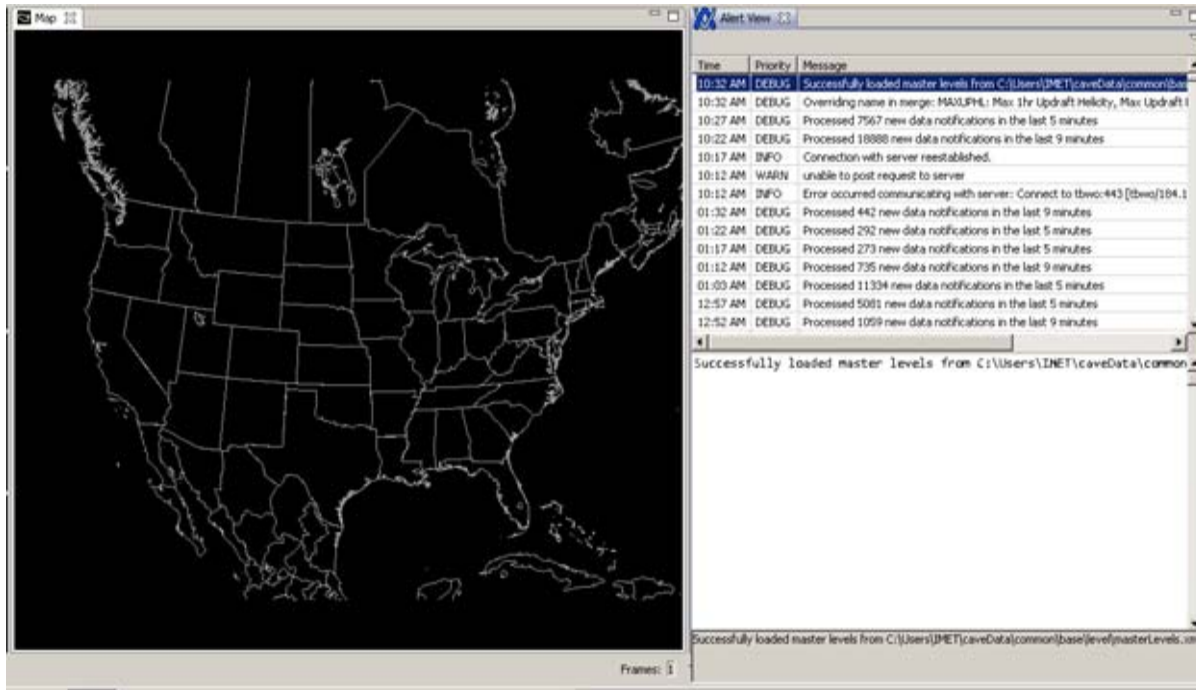 Map
Alert View
Time Priority Message
10:32 AM DEBUG Successfully loaded master levels from C:\Users\IMET\caveData\common\bas
10:32 AM DEBUG Overriding name in merge: MAXUPHL: Max 1hr Updraft Helicity, Max Updraft
10:27 AM DEBUG Processed 7567 new data notifications in the last 5 minutes
10:22 AM DEBUG Processed 18888 new data notifications in the last 9 minutes
10:17 AM INFO Connection with server reestablished.
10:12 AM WARN unable to post request to server
10:12 AM INFO Error occurred communicating with server: Connect to tbwo:443 [tbwo/184.1
01:32 AM DEBUG Processed 442 new data notifications in the last 9 minutes
01:22 AM DEBUG Processed 292 new data notifications in the last 5 minutes
01:17 AM DEBUG Processed 273 new data notifications in the last 5 minutes
01:12 AM DEBUG Processed 735 new data notifications in the last 9 minutes
01:03 AM DEBUG Processed 11334 new data notifications in the last 5 minutes
12:57 AM DEBUG Processed 5081 new data notifications in the last 5 minutes
12:52 AM DEBUG Processed 1059 new data notifications in the last 9 minutes
Successfully loaded master levels from C:\Users\IMET\caveData\common
Successfully loaded master levels from C:\Users\IMET\caveData\common\base\level\masterLevels.xm
Frames: 1